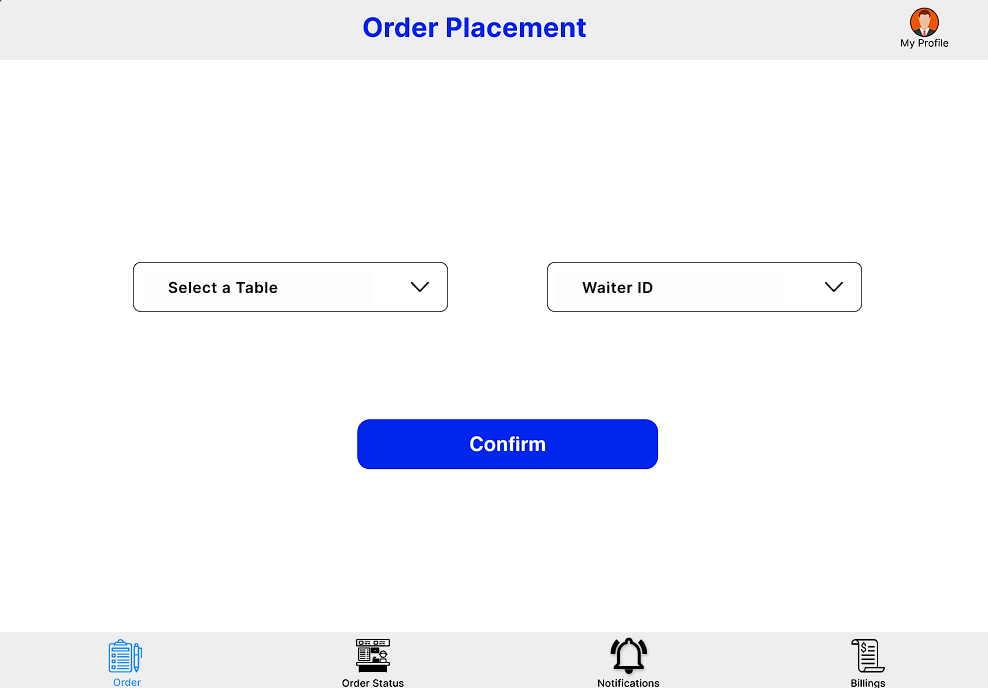 Order Placement
My Profile
Select a Table
Waiter ID
Confirm
Order
Order Status
Notifications
Billings